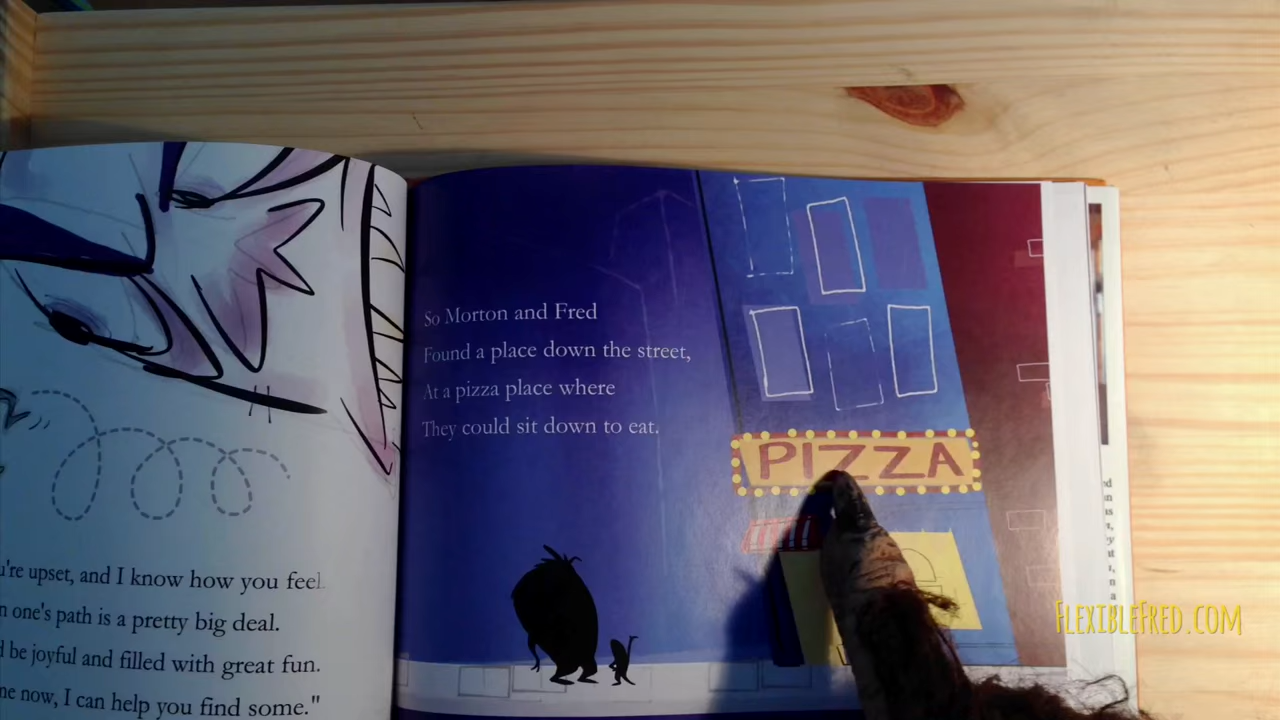 u're upset, and I know how you feel.
n one's path is a pretty big deal.
d be joyful and filled with great fun.
ne now, I can help you find some."
So Morton and Fred
Found a place down the street,
At a pizza place where
They could sit down to eat.
PIZZA
FLEXIBLEFRED.COM